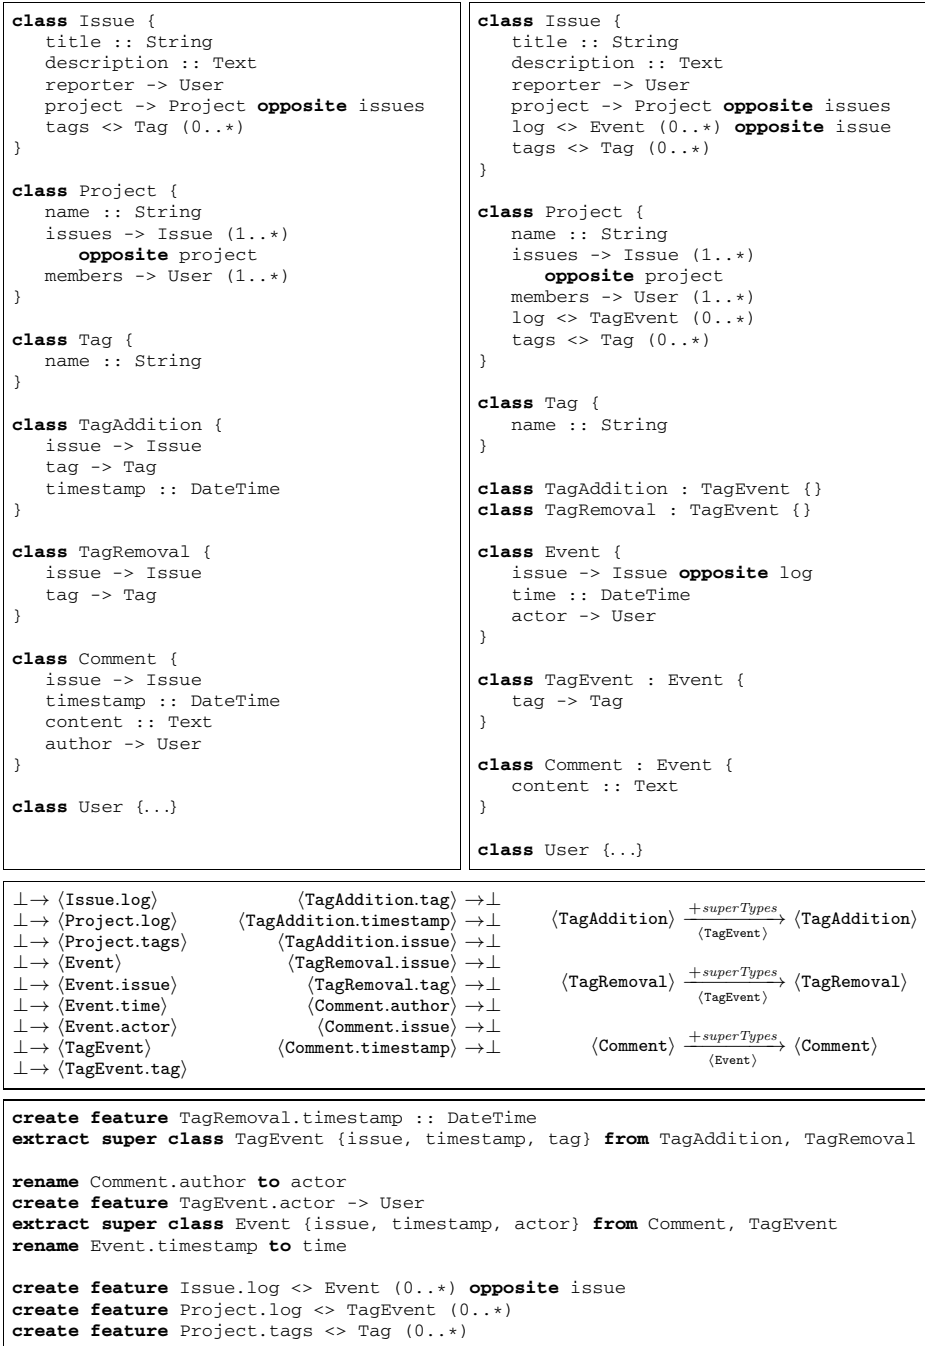 class Issue {
title :: String
description :: Text
reporter -> User
project -> Project opposite issues
tags <> Tag (0..*)
}
class Project {
name :: String
issues -> Issue (1..*)
opposite project
members -> User (1..*)
}
class Tag {
name :: String
}
class TagAddition {
issue -> Issue
tag -> Tag
timestamp :: DateTime
}
class TagRemoval {
issue -> Issue
tag -> Tag
}
class Comment {
issue -> Issue
timestamp :: DateTime
content :: Text
author -> User
}
class User {...}
class Issue {
title :: String
description :: Text
reporter -> User
project -> Project opposite issues
log <> Event (0..*) opposite issue
tags <> Tag (0..*)
}
class Project {
name :: String
issues -> Issue (1..*)
opposite project
members -> User (1..*)
log <> TagEvent (0..*)
tags <> Tag (0..*)
}
class Tag {
name :: String
}
class TagAddition : TagEvent {}
class TagRemoval : TagEvent {}
class Event {
issue -> Issue opposite log
time :: DateTime
actor -> User
}
class TagEvent : Event {
tag -> Tag
}
class Comment : Event {
content :: Text
}
class User {...}
⊥→ ⟨Issue.log⟩
⊥→ ⟨Project.log⟩
⊥→ ⟨Project.tags⟩
⊥→ ⟨Event⟩
⊥→ ⟨Event.issue⟩
⊥→ ⟨Event.time⟩
⊥→ ⟨Event.actor⟩
⊥→ ⟨TagEvent⟩
⊥→ ⟨TagEvent.tag⟩
⟨TagAddition.tag⟩ →⊥
⟨TagAddition.timestamp⟩ →⊥
⟨TagAddition.issue⟩ →⊥
⟨TagRemoval.issue⟩ →⊥
⟨TagRemoval.tag⟩ →⊥
⟨Comment.author⟩ →⊥
⟨Comment.issue⟩ →⊥
⟨Comment.timestamp⟩ →⊥
+superTypes
⟨TagAddition⟩ → ⟨TagAddition⟩
⟨TagEvent⟩
+superTypes
⟨TagRemoval⟩ → ⟨TagRemoval⟩
⟨TagEvent⟩
+superTypes
⟨Comment⟩ → ⟨Comment⟩
⟨Event⟩
create feature TagRemoval.timestamp :: DateTime
extract super class TagEvent {issue, timestamp, tag} from TagAddition, TagRemoval
rename Comment.author to actor
create feature TagEvent.actor -> User
extract super class Event {issue, timestamp, actor} from Comment, TagEvent
rename Event.timestamp to time
create feature Issue.log <> Event (0..*) opposite issue
create feature Project.log <> TagEvent (0..*)
create feature Project.tags <> Tag (0..*)